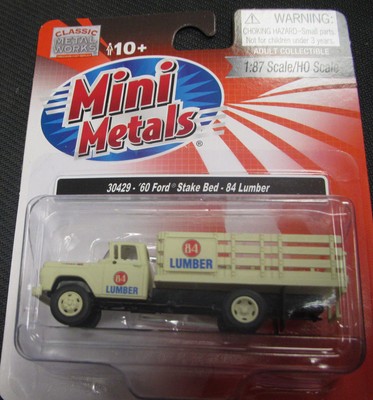 CLASSIC
METAL
WORKS
10+
WARNING:
CHOKING HAZARD-Small parts.
Not for children under 3 years.
ADULT COLLECTIBLE
1:87 Scale/HO Scale
Mini
Metals®
30429 - '60 Ford® Stake Bed - 84 Lumber
84
LUMBER
84
LUMBER